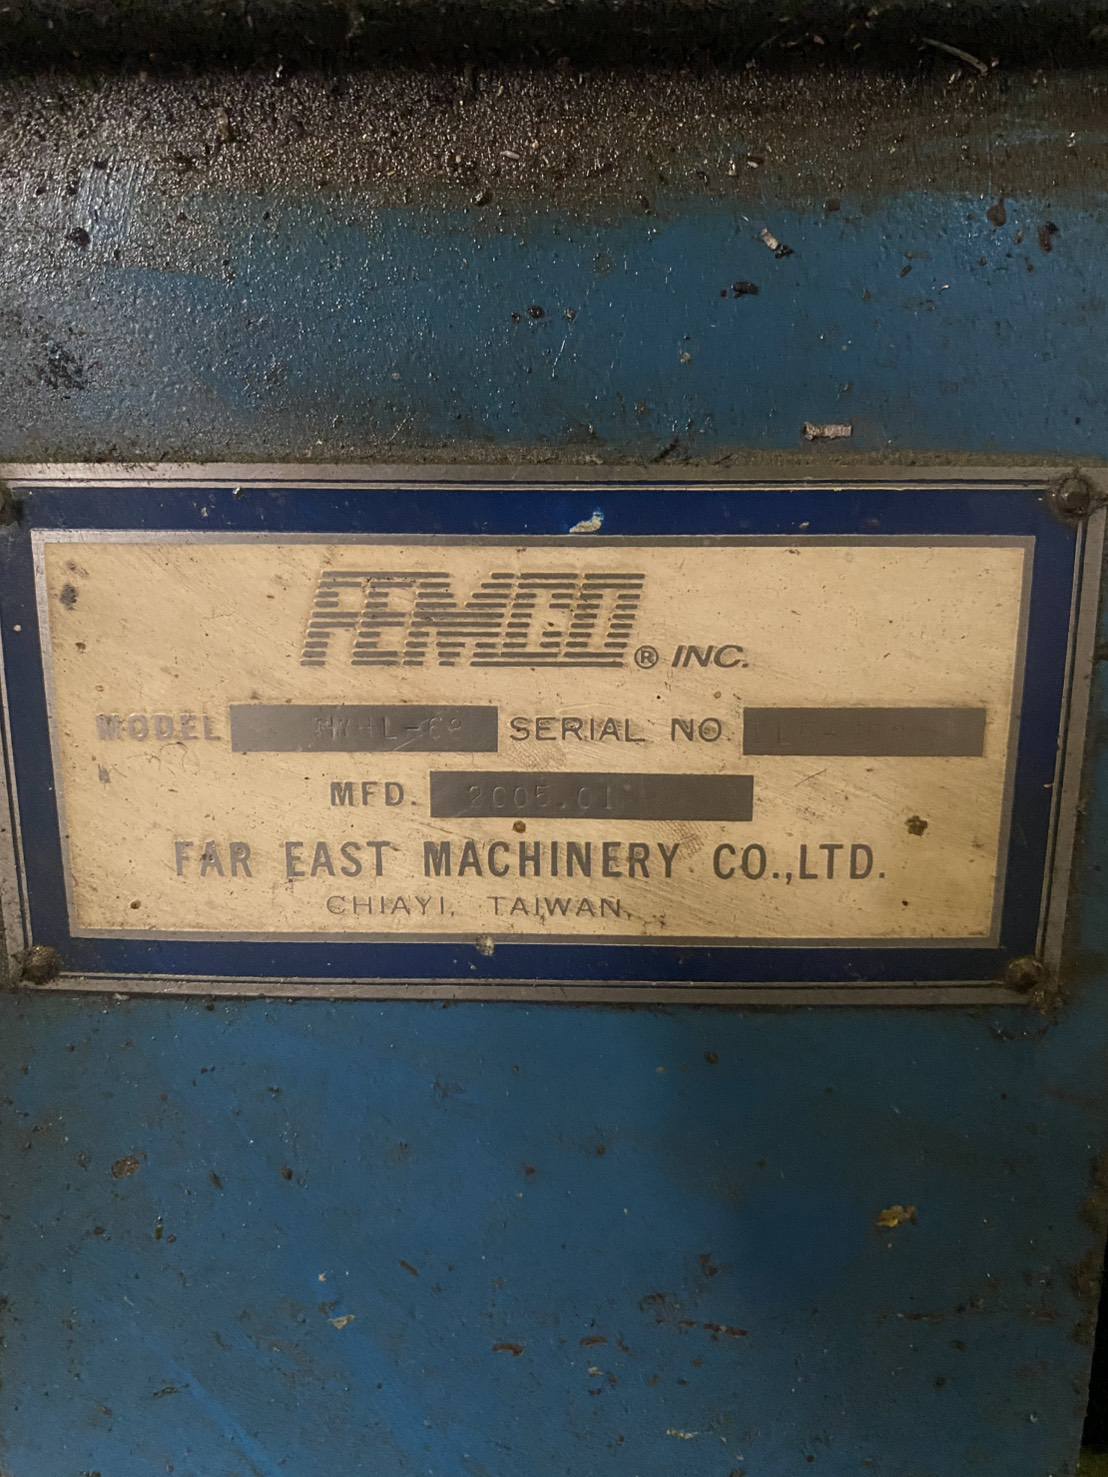 FEMCO® INC.
MODEL SERIAL NO.
MFD. 2005.01
FAR EAST MACHINERY CO.,LTD.
CHIAYI, TAIWAN.